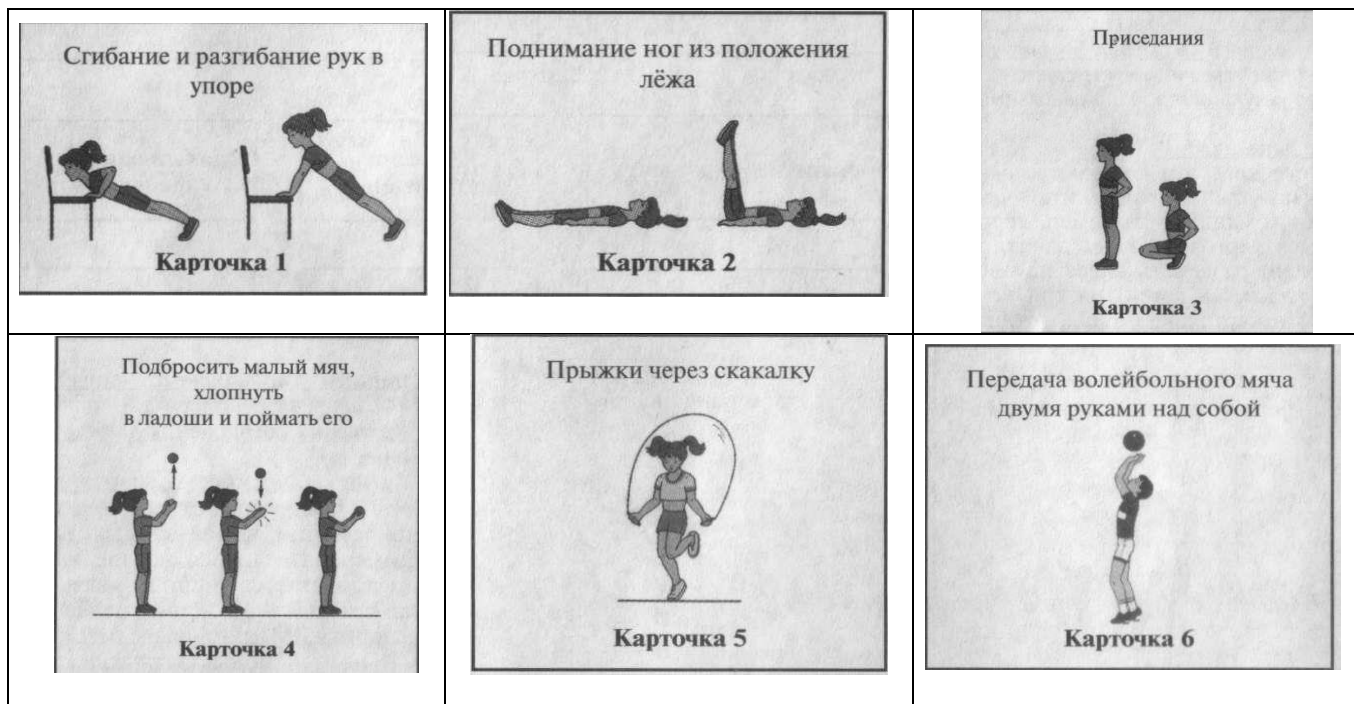 Сгибание и разгибание рук в
упоре
Карточка 1
Поднимание ног из положения
лёжа
Карточка 2
Приседания
Карточка 3
Подбросить малый мяч,
хлопнуть
в ладоши и поймать его
Карточка 4
Прыжки через скакалку
Карточка 5
Передача волейбольного мяча
двумя руками над собой
Карточка 6